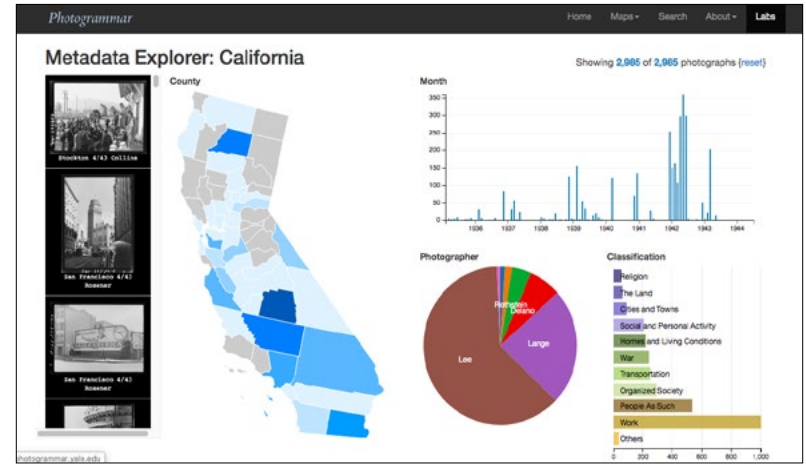 Photogrammar
Home Maps Search About Labs
Metadata Explorer: California
Showing 2,985 of 2,965 photographs (reset)
County
Stockton 4/43 Collins
San Francisco 4/43
Rosener
San Francisco 4/43
Rosener
Month
350
300
250
200
150
100
50
0
1936 1937 1938 1939 1940 1941 1942 1943 1944
Photographer
Rothstein
Delano
Lange
Lee
Classification
Religion
The Land
Cities and Towns
Social and Personal Activity
Homes and Living Conditions
War
Transportation
Organized Society
People As Such
Work
Others
0 200 400 600 800 1,000
photogrammar.yale.edu